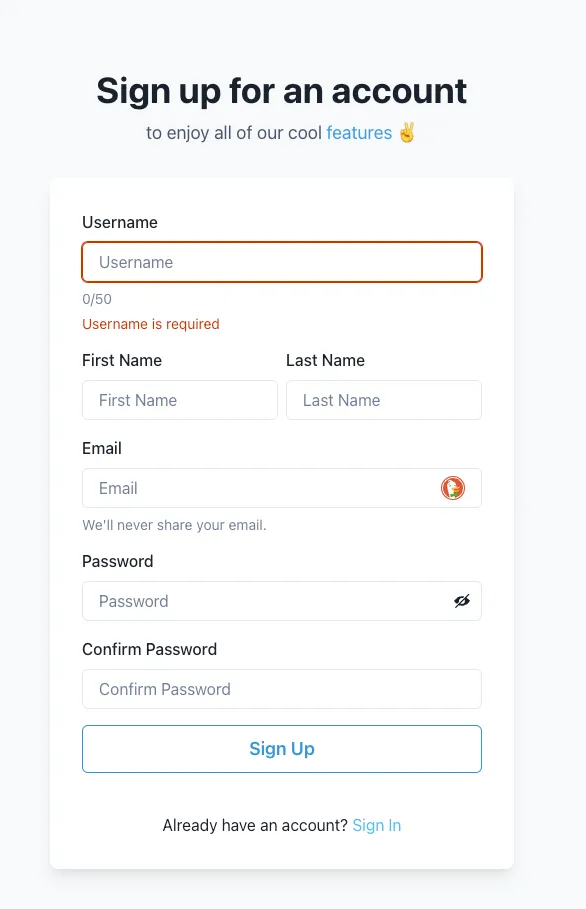 Sign up for an account
to enjoy all of our cool features ✌️
Username
Username
0/50
Username is required
First Name Last Name
First Name Last Name
Email
Email
We'll never share your email.
Password
Password
Confirm Password
Confirm Password
Sign Up
Already have an account? Sign In